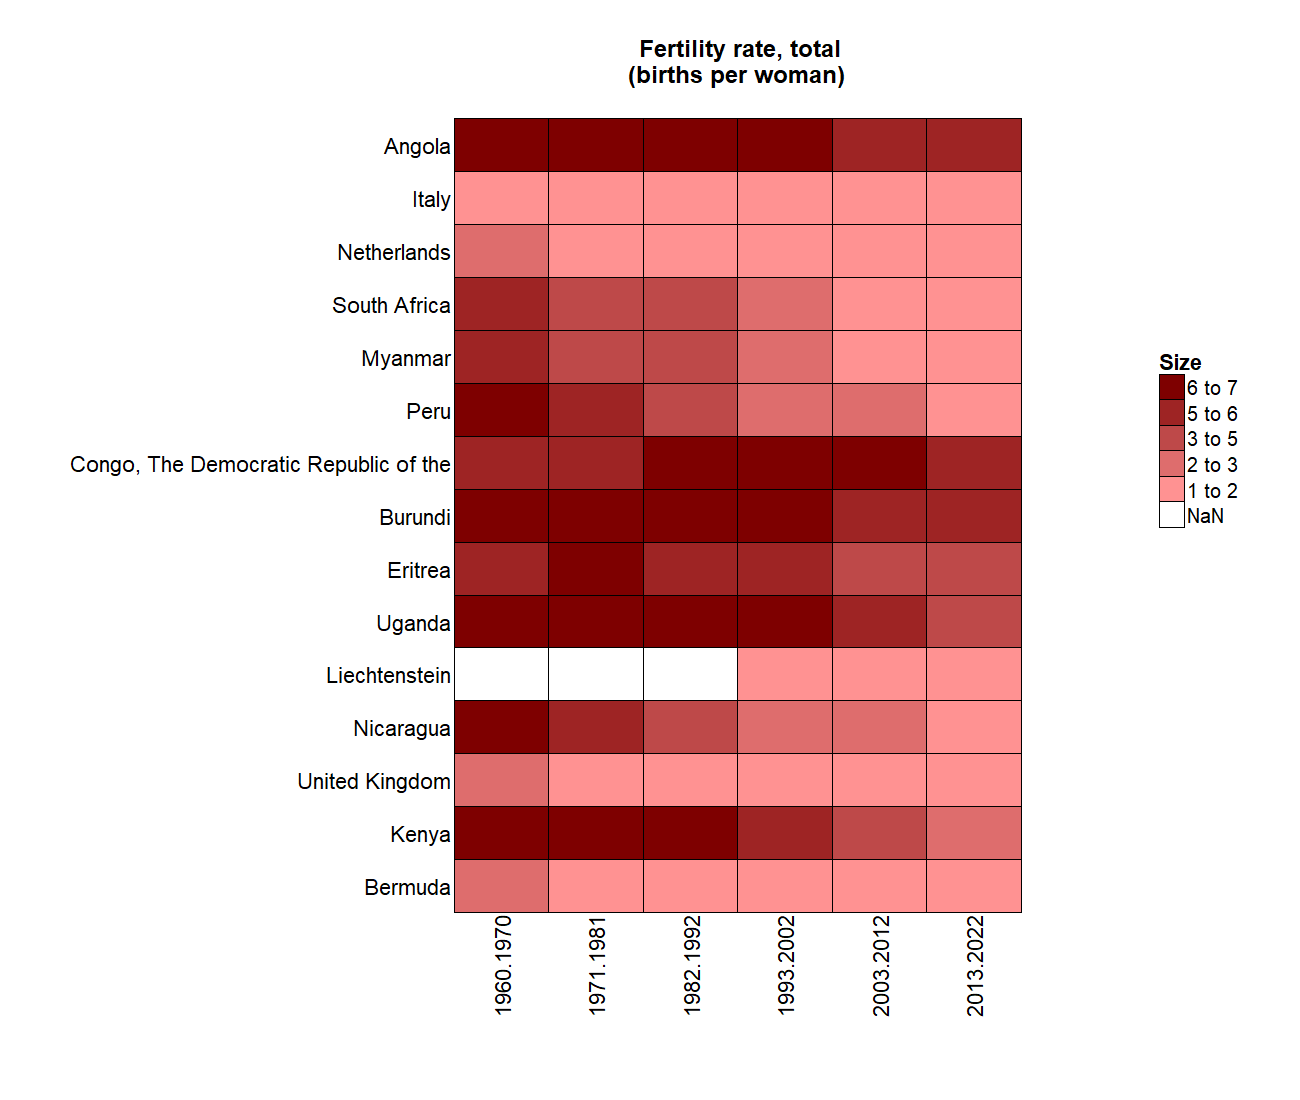 Fertility rate, total
(births per woman)
Angola
Italy
Netherlands
South Africa
Myanmar
Peru
Congo, The Democratic Republic of the
Burundi
Eritrea
Uganda
Liechtenstein
Nicaragua
United Kingdom
Kenya
Bermuda
1960.1970
1971.1981
1982.1992
1993.2002
2003.2012
2013.2022
Size
6 to 7
5 to 6
3 to 5
2 to 3
1 to 2
NaN